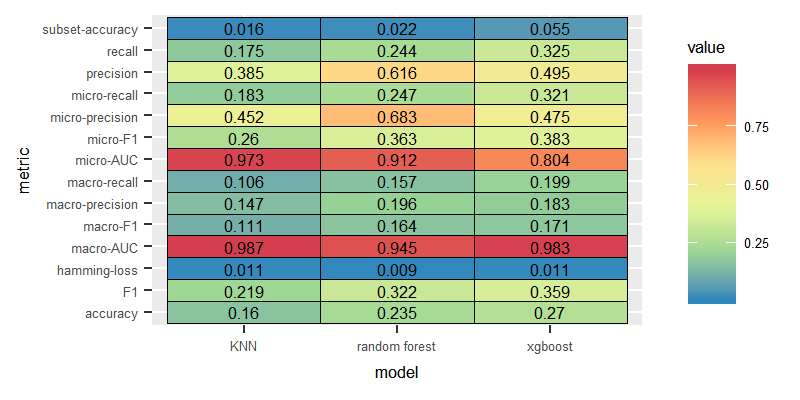 subset-accuracy 0.016 0.022 0.055
recall 0.175 0.244 0.325
precision 0.385 0.616 0.495
micro-recall 0.183 0.247 0.321
micro-precision 0.452 0.683 0.475
micro-F1 0.26 0.363 0.383
micro-AUC 0.973 0.912 0.804
macro-recall 0.106 0.157 0.199
macro-precision 0.147 0.196 0.183
macro-F1 0.111 0.164 0.171
macro-AUC 0.987 0.945 0.983
hamming-loss 0.011 0.009 0.011
F1 0.219 0.322 0.359
accuracy 0.16 0.235 0.27
KNN random forest xgboost
model
metric
value
0.75
0.50
0.25